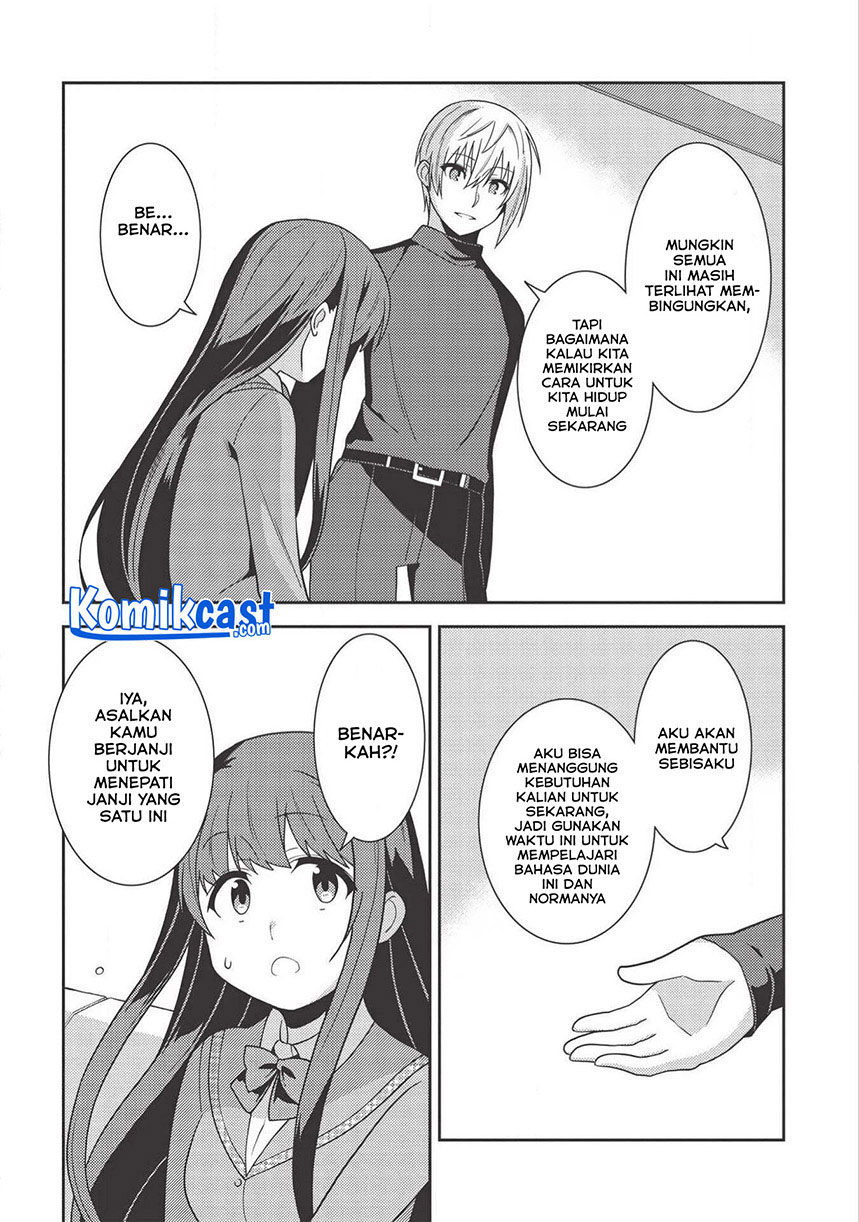 MUNGKIN
SEMUA
INI MASIH
TERLIHAT MEM-
BINGUNGKAN,
TAPI
BAGAIMANA
KALAU KITA
MEMIKIRKAN
CARA UNTUK
KITA HIDUP
MULAI
SEKARANG
BE...
BENAR...
AKU AKAN
MEMBANTU
SEBISAKU
AKU BISA
MENANGGUNG
KEBUTUHAN
KALIAN UNTUK
SEKARANG,
JADI GUNAKAN
WAKTU INI UNTUK
MEMPELAJARI
BAHASA DUNIA
INI DAN
NORMANYA
BENAR-
KAH?!
IYA,
ASALKAN
KAMU
BERJANJI
UNTUK
MENEPATI
JANJI YANG
SATU INI
Komikcast
.com